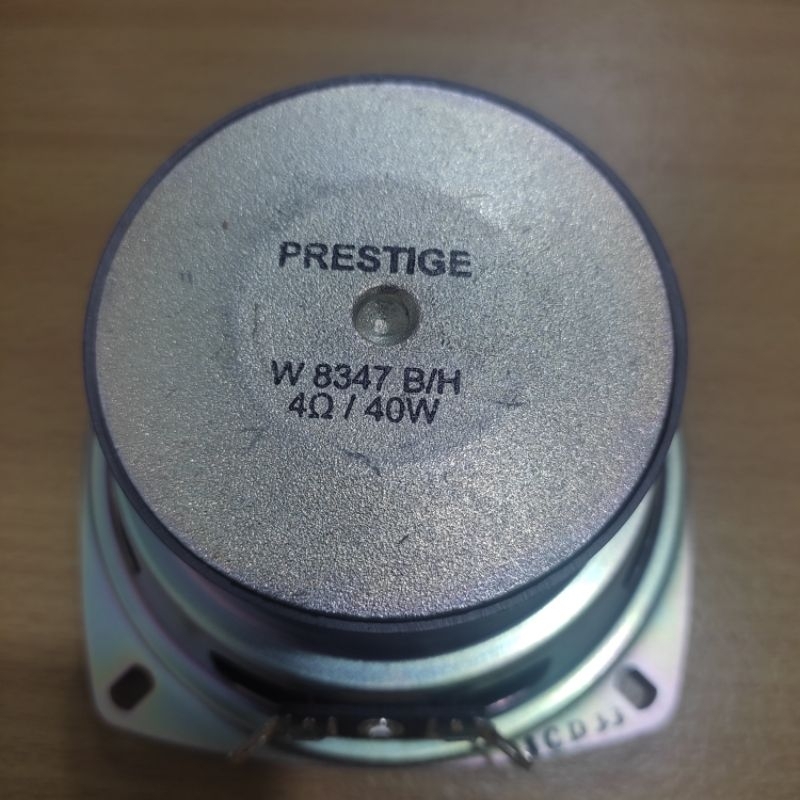 PRESTIGE
W 8347 B/H
4Ω / 40W